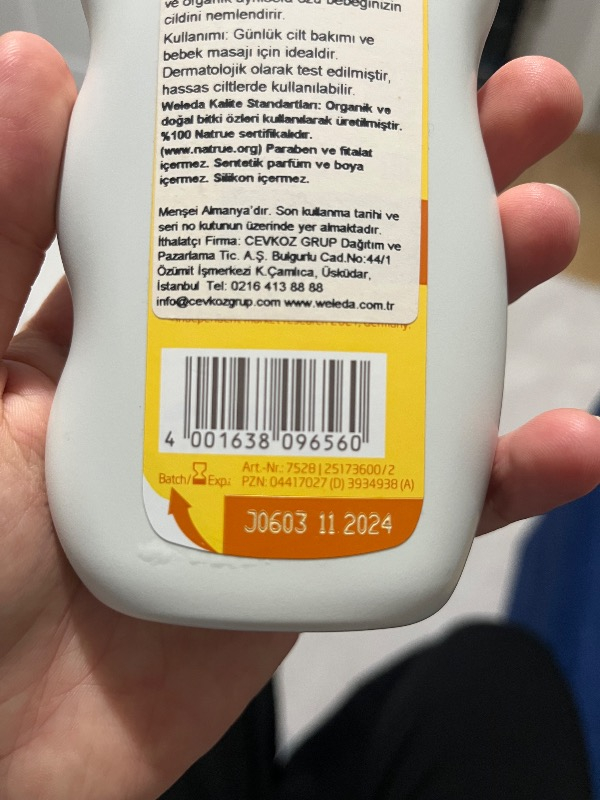 ve organik aynısefa özü bebeğinizin
cildini nemlendirir.
Kullanımı: Günlük cilt bakımı ve
bebek masajı için idealdir.
Dermatolojik olarak test edilmiştir,
hassas ciltlerde kullanılabilir.
Weleda Kalite Standartları: Organik ve
doğal bitki özleri kullanılarak üretilmiştir.
%100 Natrue sertifikalıdır.
(www.natrue.org) Paraben ve fitalat
içermez. Sentetik parfüm ve boya
içermez. Silikon içermez.
Menşei Almanya'dır. Son kullanma tarihi ve
seri no kutunun üzerinde yer almaktadır.
İthalatçı Firma: CEVKOZ GRUP Dağıtım ve
Pazarlama Tic. A.Ş. Bulgurlu Cad.No:44/1
Özümit İşmerkezi K.Çamlıca, Üsküdar,
İstanbul Tel: 0216 413 88 88
info@cevkozgrup.com www.weleda.com.tr
4 001638 096560
Art.-Nr.: 7528 | 25173600/2
Batch/ Exp.: PZN: 04417027 (D) 3934938 (A)
J0603 11 2024